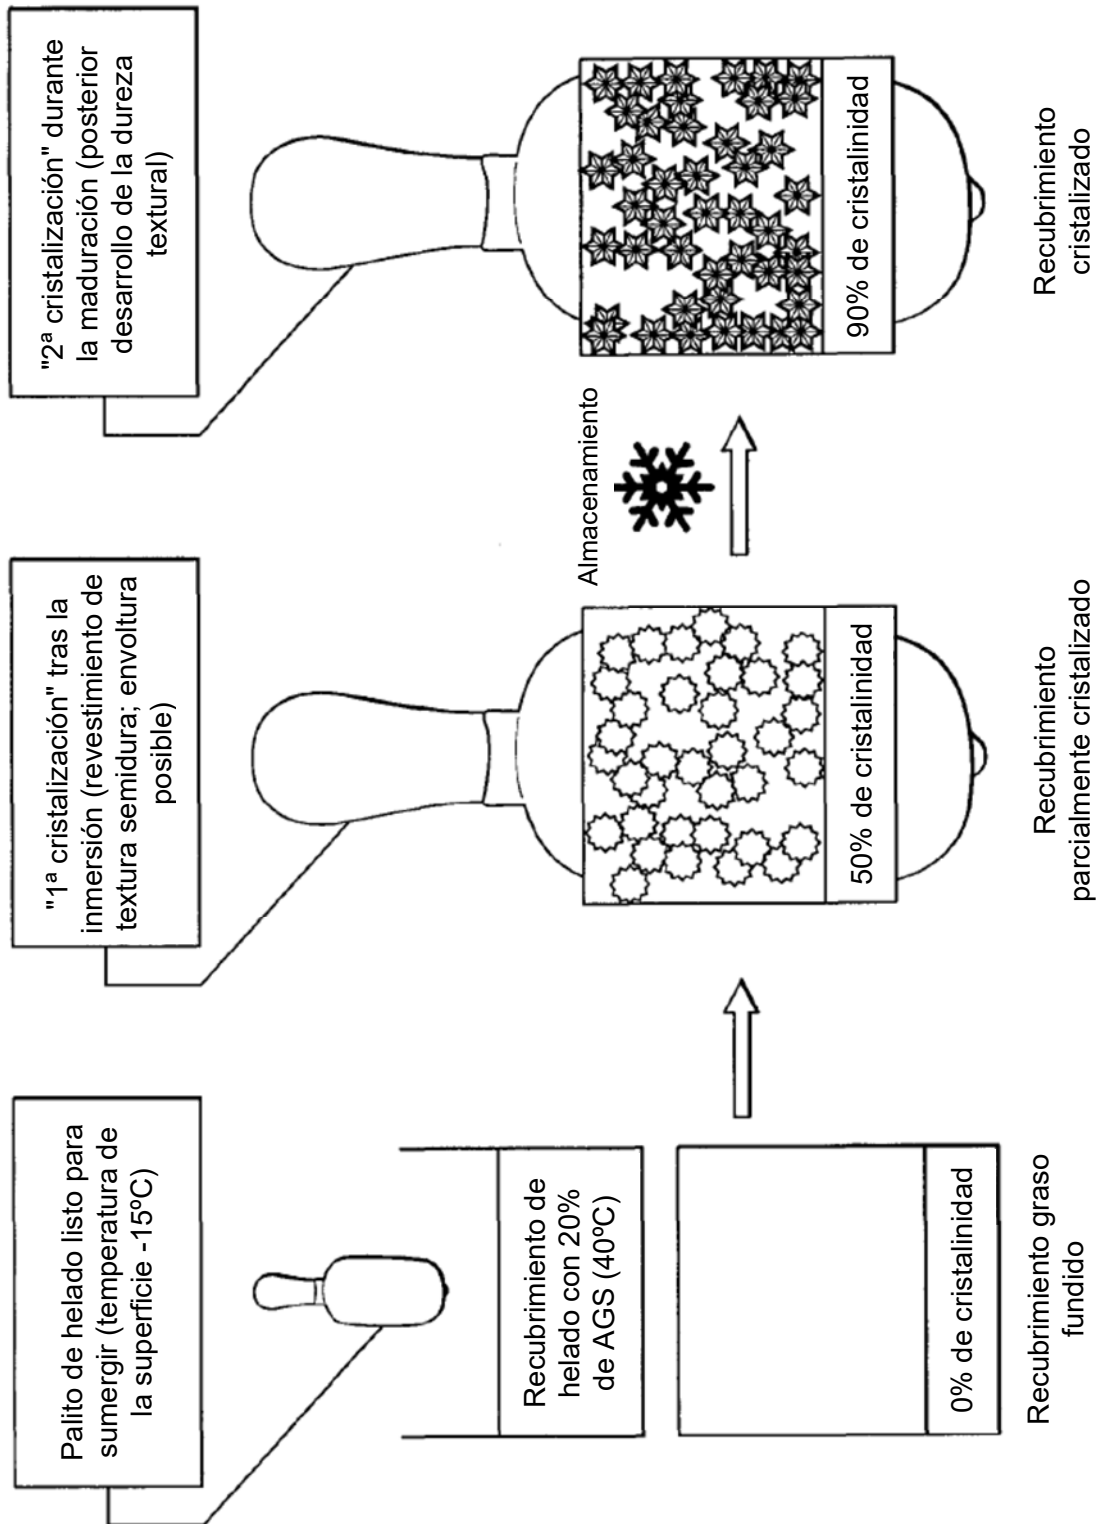 Palito de helado listo para
sumergir (temperatura de
la superficie -15ºC)
Recubrimiento de
helado con 20%
de AGS (40ºC)
0% de cristalinidad
Recubrimiento graso
fundido
"1ª cristalización" tras la
inmersión (revestimiento de
textura semidura; envoltura
posible)
50% de cristalinidad
Recubrimiento
parcialmente cristalizado
Almacenamiento
"2ª cristalización" durante
la maduración (posterior
desarrollo de la dureza
textural)
90% de cristalinidad
Recubrimiento
cristalizado